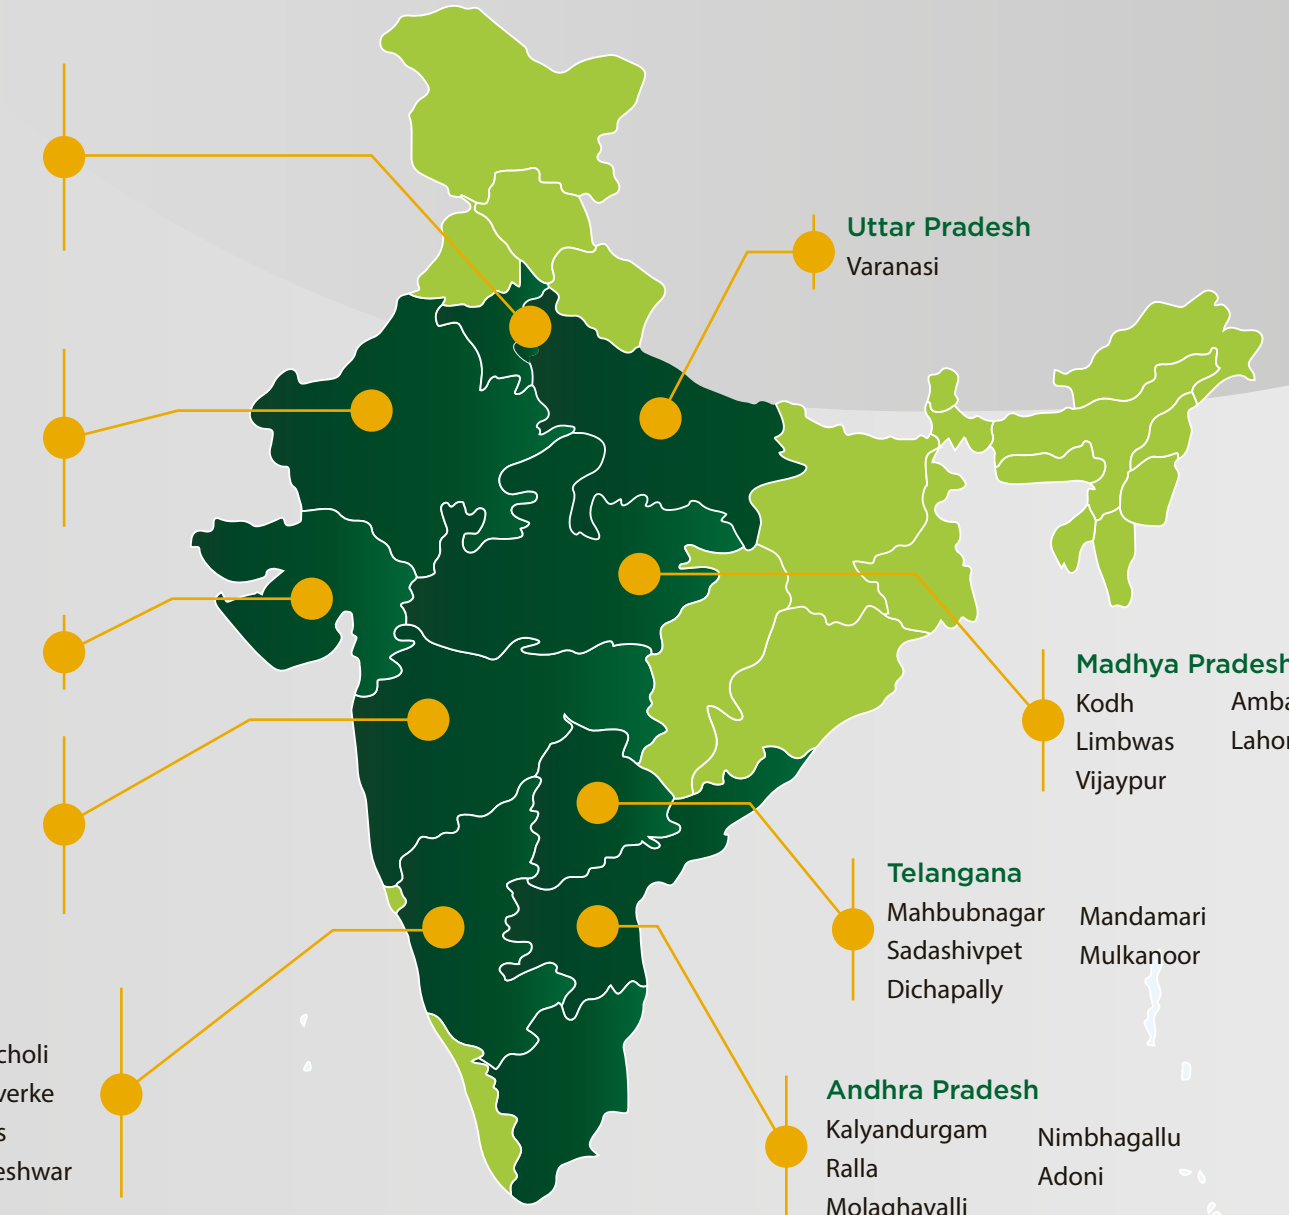 Uttar Pradesh
Varanasi
Madhya Pradesh
Kodh
Limbwas
Vijaypur
Telangana
Mahbubnagar
Sadashivpet
Dichapally
Mandamari
Mulkanoor
Andhra Pradesh
Kalyandurgam
Ralla
Molaghavalli
Nimbhagallu
Adoni